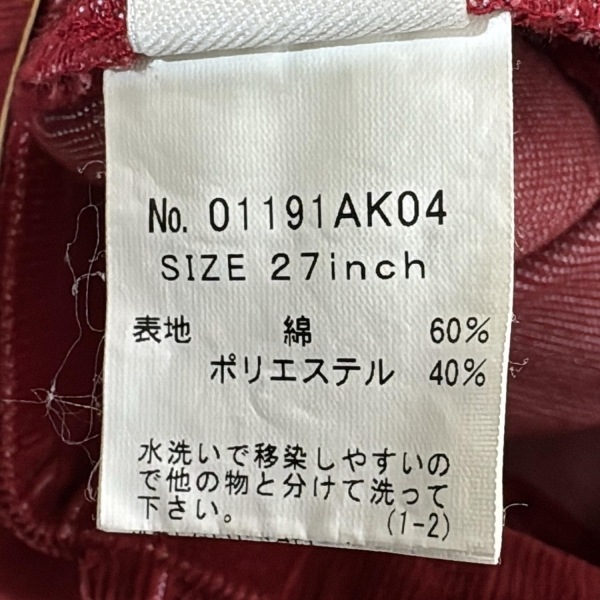 No. 01191AK04
SIZE 27inch
表地 綿 60%
ポリエステル 40%
水洗いで移染しやすいの
で他の物と分けて洗って
下さい。 (1-2)